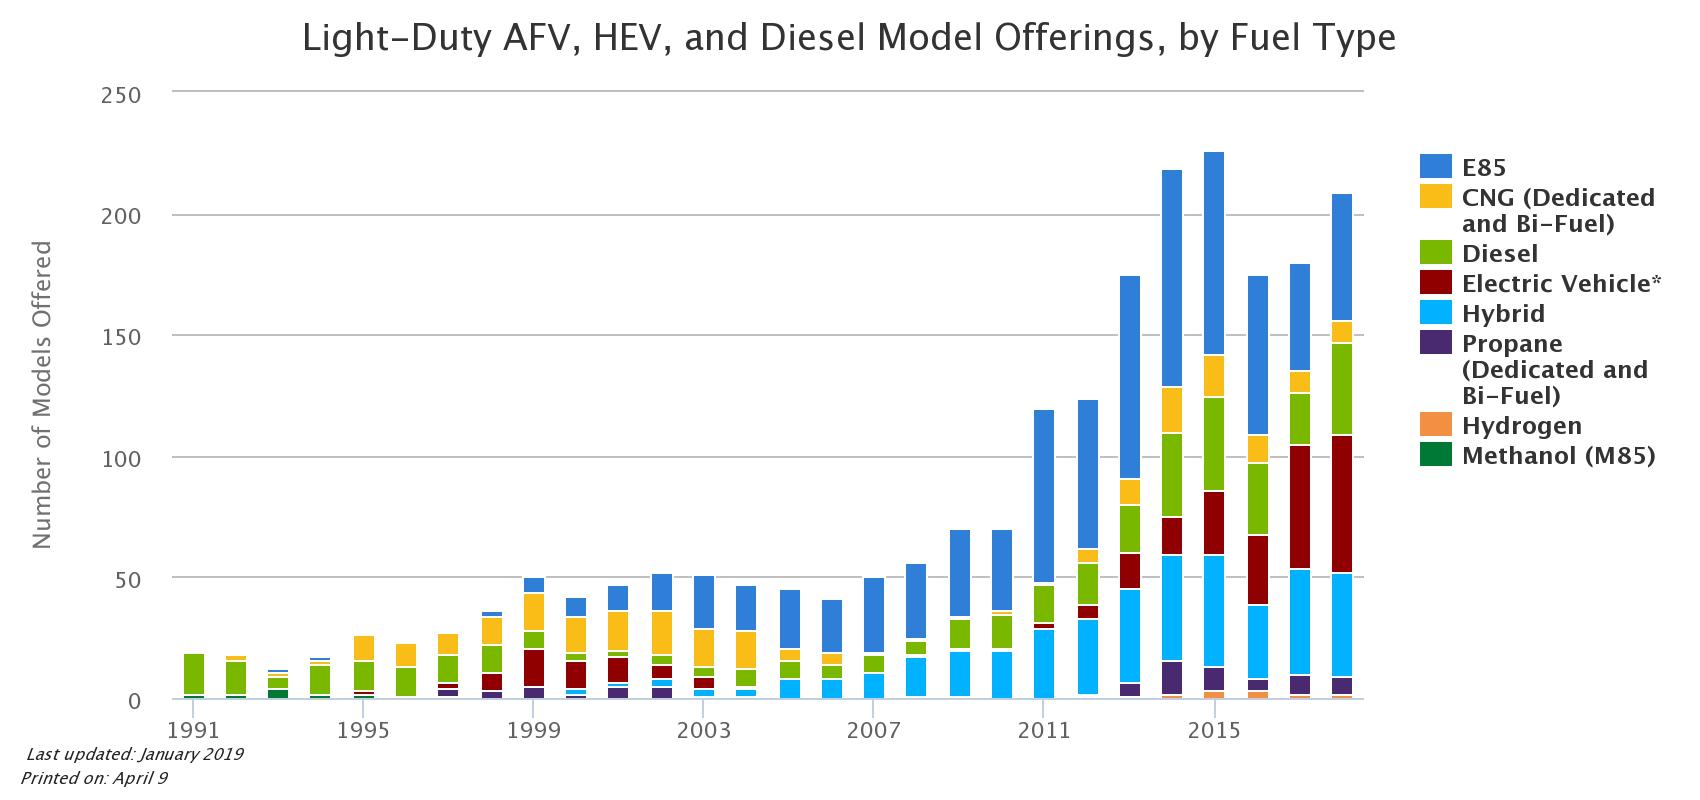 Light-Duty AFV, HEV, and Diesel Model Offerings, by Fuel Type
Number of Models Offered
250
200
150
100
50
0
1991
1995
1999
2003
2007
2011
2015
E85
CNG (Dedicated
and Bi-Fuel)
Diesel
Electric Vehicle*
Hybrid
Propane
(Dedicated and
Bi-Fuel)
Hydrogen
Methanol (M85)
Last updated: January 2019
Printed on: April 9